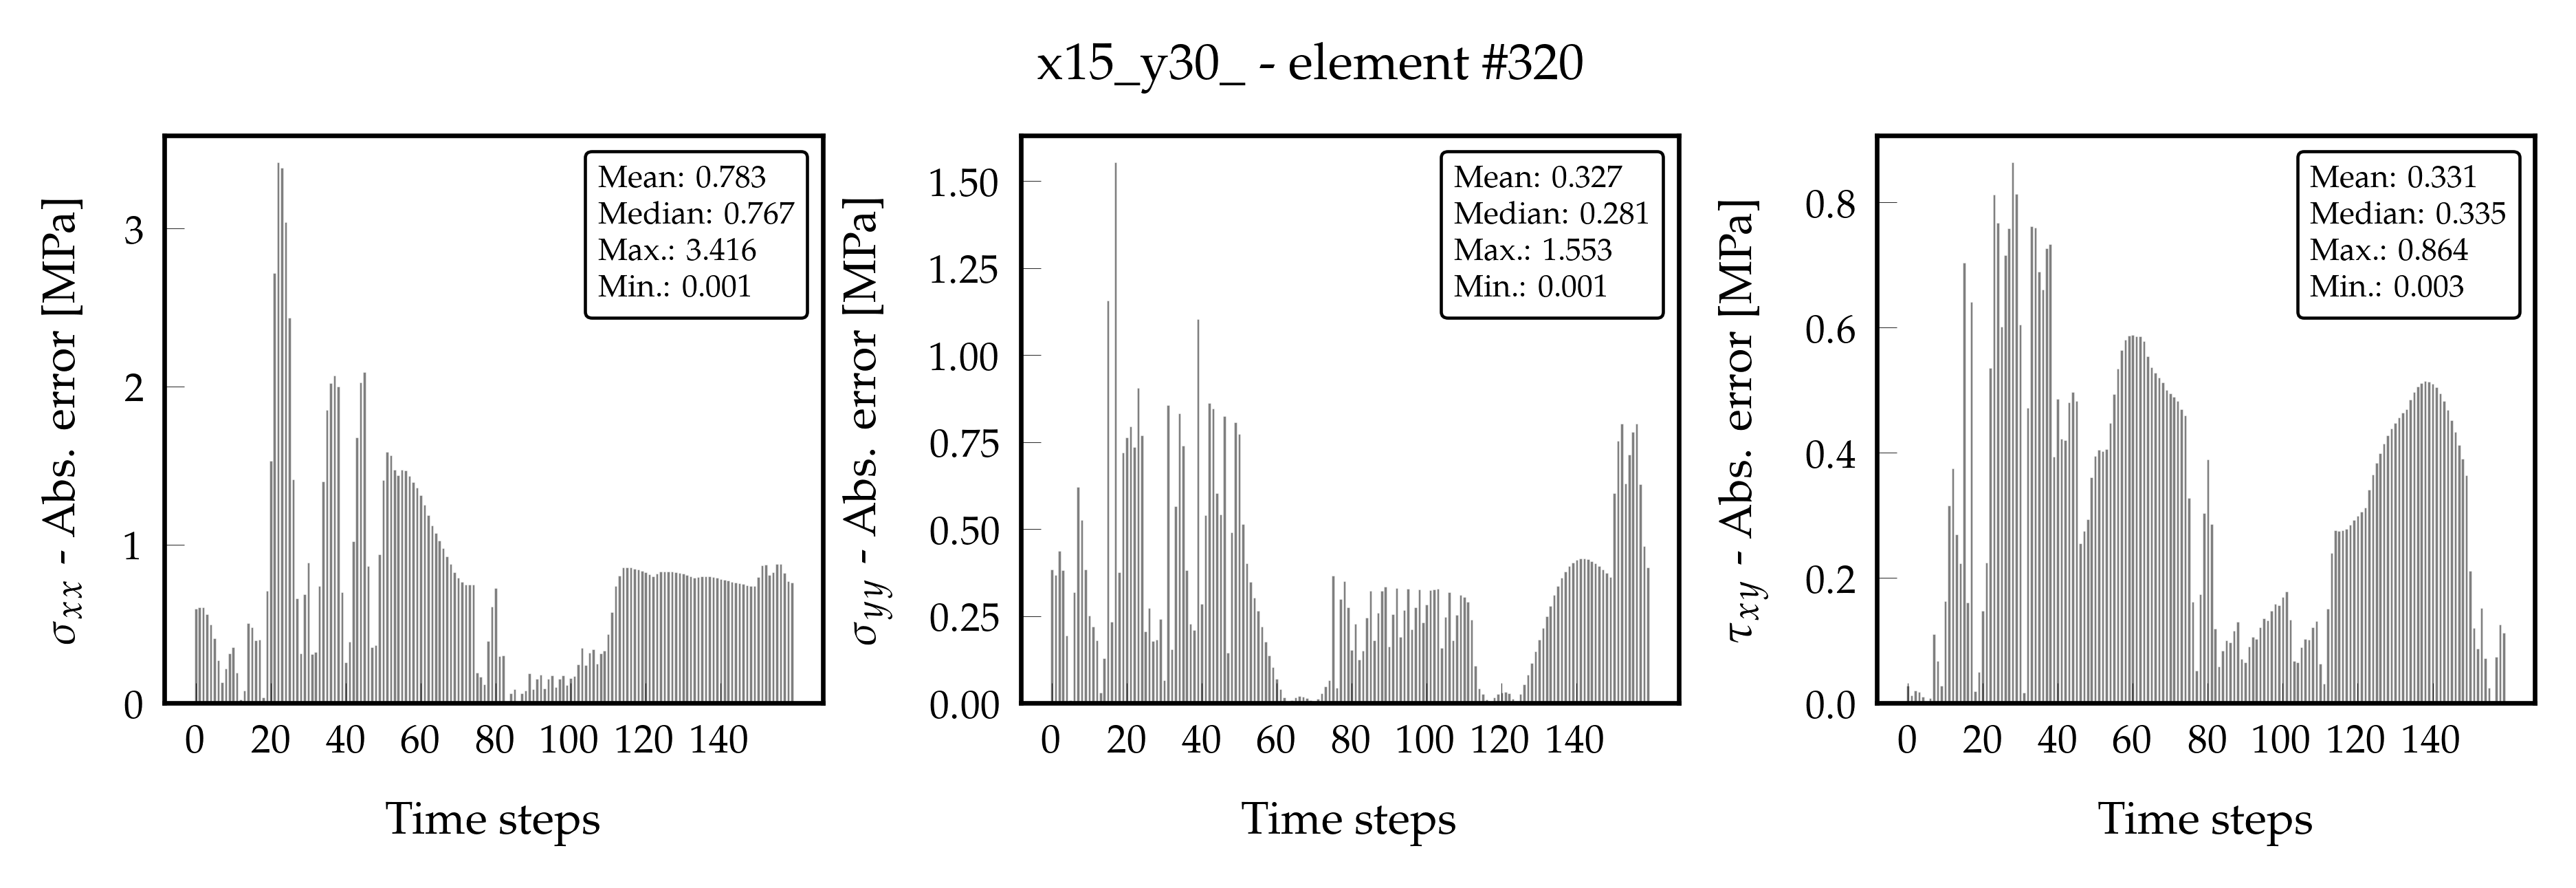 x15_y30_ - element #320
σxx - Abs. error [MPa]
3
2
1
0
Mean: 0.783
Median: 0.767
Max.: 3.416
Min.: 0.001
0 20 40 60 80 100 120 140
Time steps
σyy - Abs. error [MPa]
1.50
1.25
1.00
0.75
0.50
0.25
0.00
Mean: 0.327
Median: 0.281
Max.: 1.553
Min.: 0.001
0 20 40 60 80 100 120 140
Time steps
τxy - Abs. error [MPa]
0.8
0.6
0.4
0.2
0.0
Mean: 0.331
Median: 0.335
Max.: 0.864
Min.: 0.003
0 20 40 60 80 100 120 140
Time steps